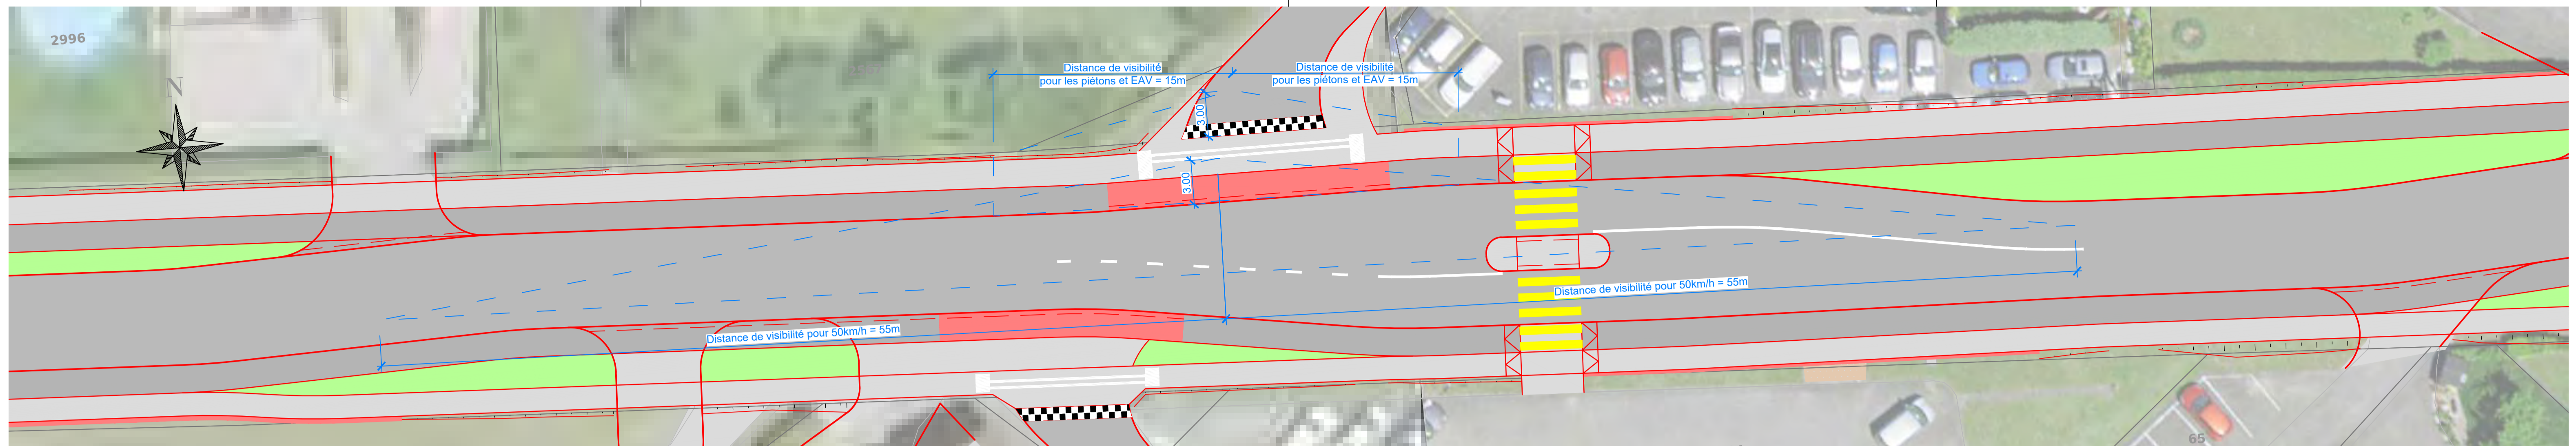 2996
N
Distance de visibilité
pour les piétons et EAV = 15m
Distance de visibilité
pour les piétons et EAV = 15m
3.00
3.00
Distance de visibilité pour 50km/h = 55m
Distance de visibilité pour 50km/h = 55m
65